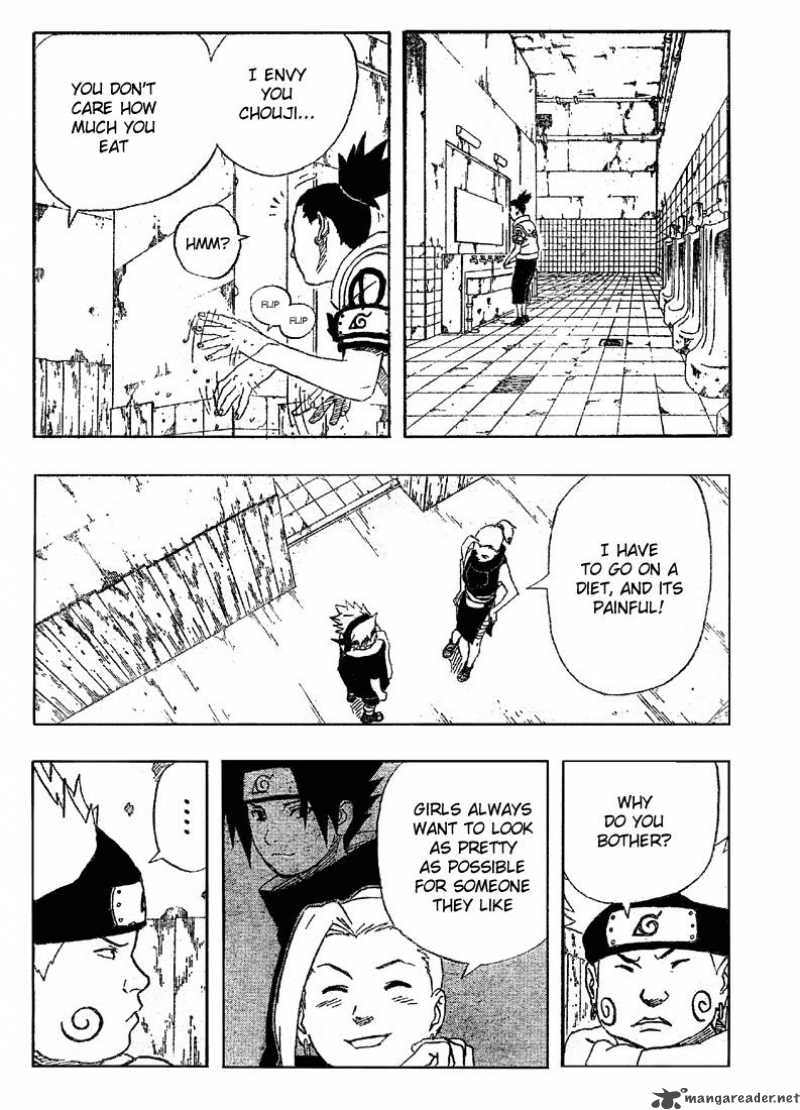 I ENVY
YOU
CHOUJI...
YOU DON'T
CARE HOW
MUCH YOU
EAT
HMM?
FLIP
FLIP
I HAVE
TO GO ON A
DIET, AND ITS
PAINFUL!
WHY
DO YOU
BOTHER?
GIRLS ALWAYS
WANT TO LOOK
AS PRETTY
AS POSSIBLE
FOR SOMEONE
THEY LIKE
....
mangareader.net